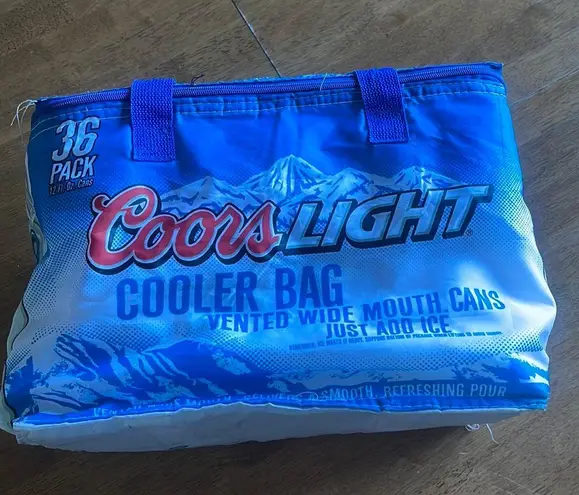 36
PACK
12 Fl. Oz. Cans
Coors LIGHT
COOLER BAG
VENTED WIDE MOUTH CANS
JUST ADD ICE
SMOOTH, REFRESHING POUR